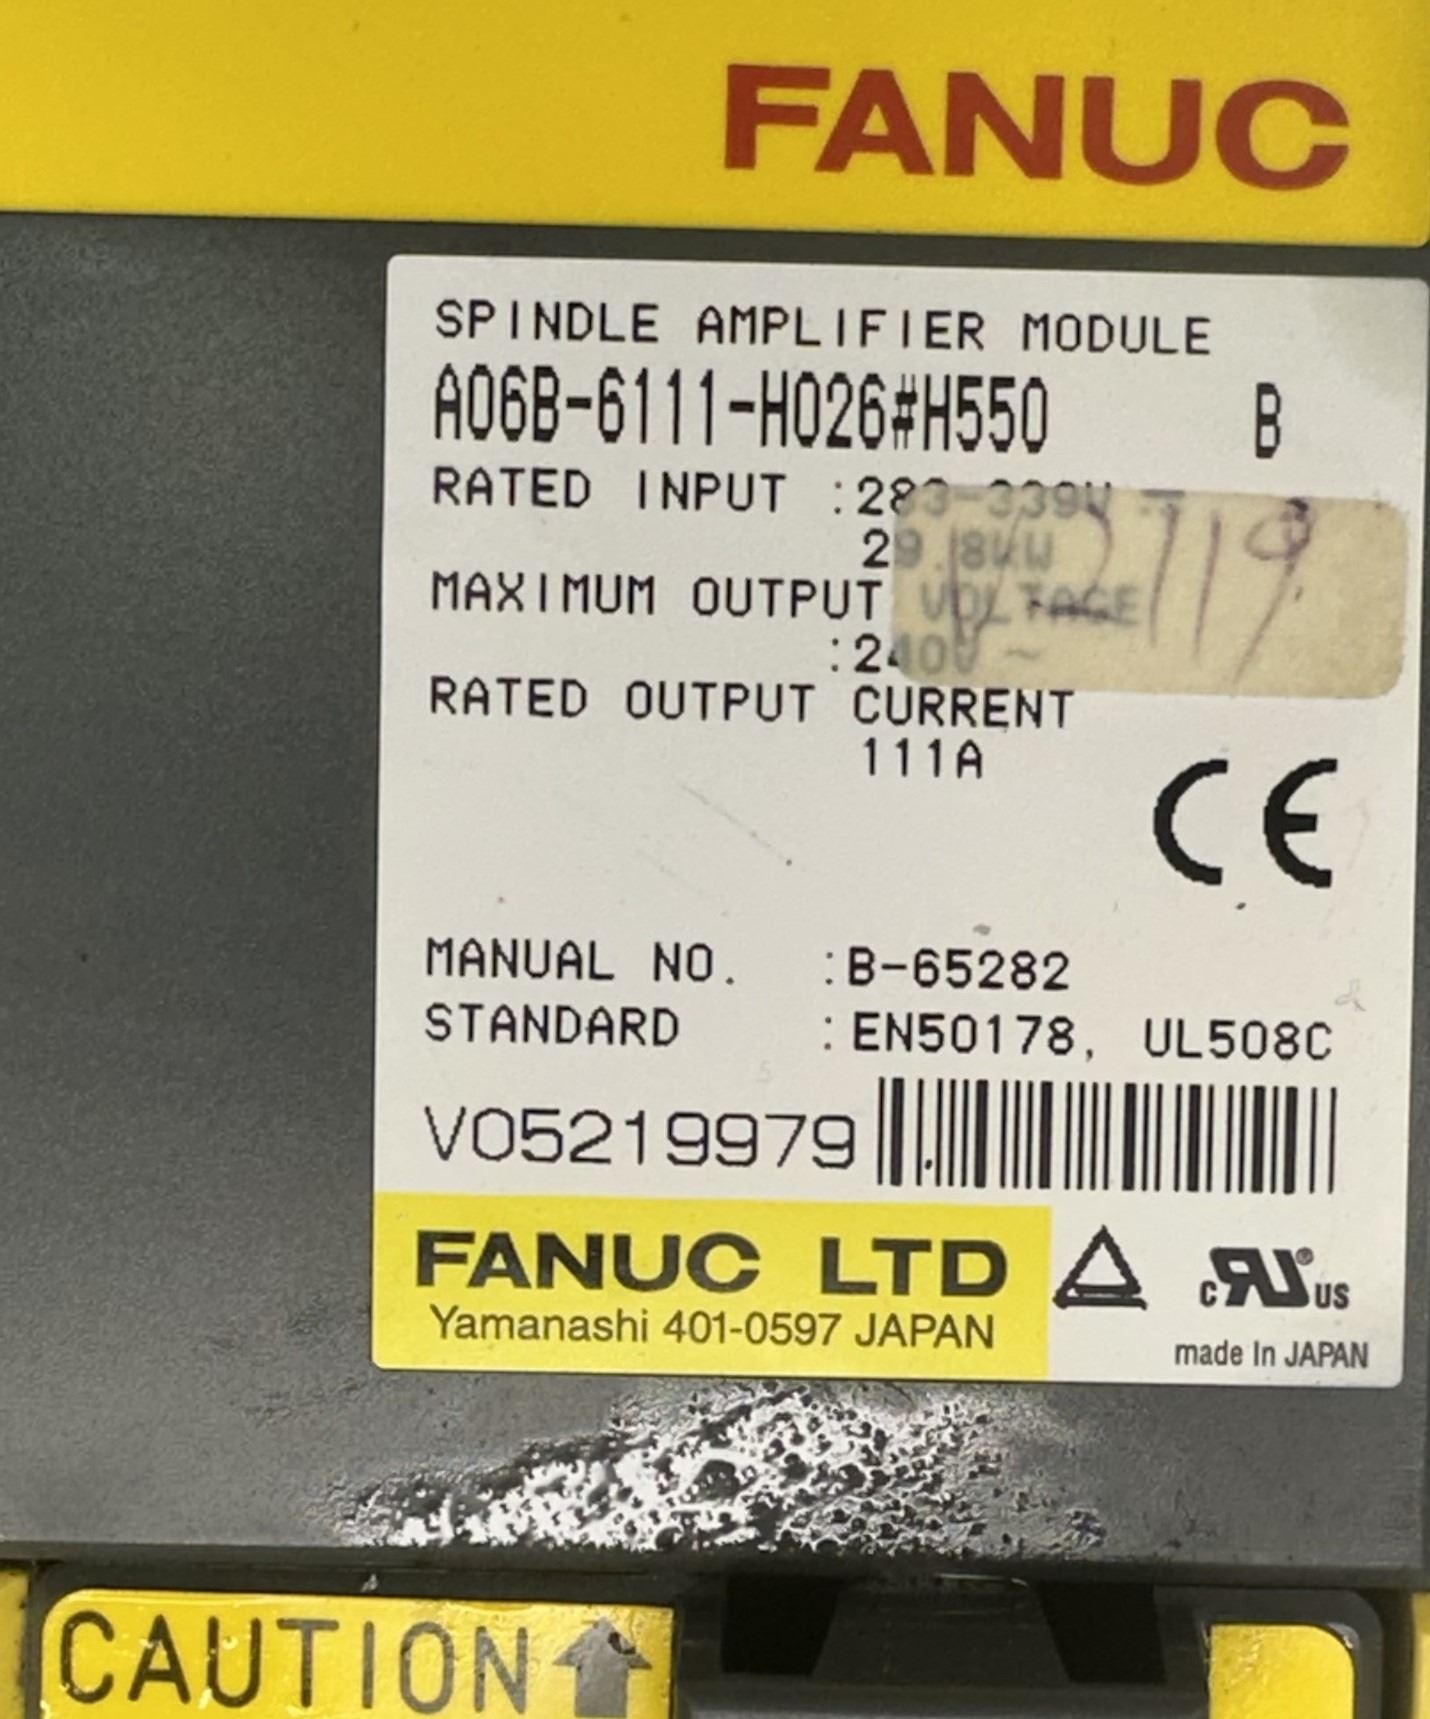 FANUC
SPINDLE AMPLIFIER MODULE
A06B-6111-H026#H550 B
RATED INPUT :283-339V ⎓
29.8kW
MAXIMUM OUTPUT VOLTAGE
:240V ~
RATED OUTPUT CURRENT
111A
CE
MANUAL NO. :B-65282
STANDARD :EN50178, UL508C
V05219979
FANUC LTD
Yamanashi 401-0597 JAPAN
c RU ® US
made In JAPAN
CAUTION